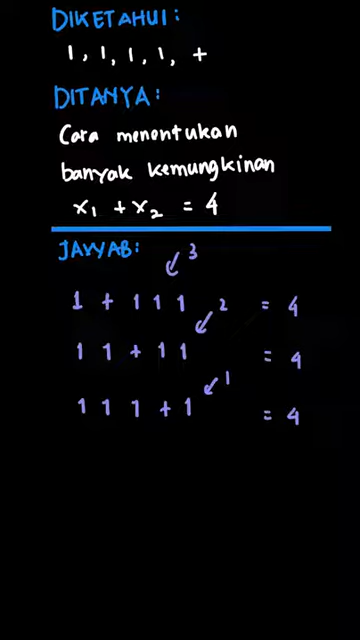 DIKETAHUI:
1, 1, 1, 1, +
DITANYA:
Cara menentukan
banyak kemungkinan
x₁ + x₂ = 4
JAWAB:
3
1 + 1 1 1 = 4
2
1 1 + 1 1 = 4
1
1 1 1 + 1 = 4